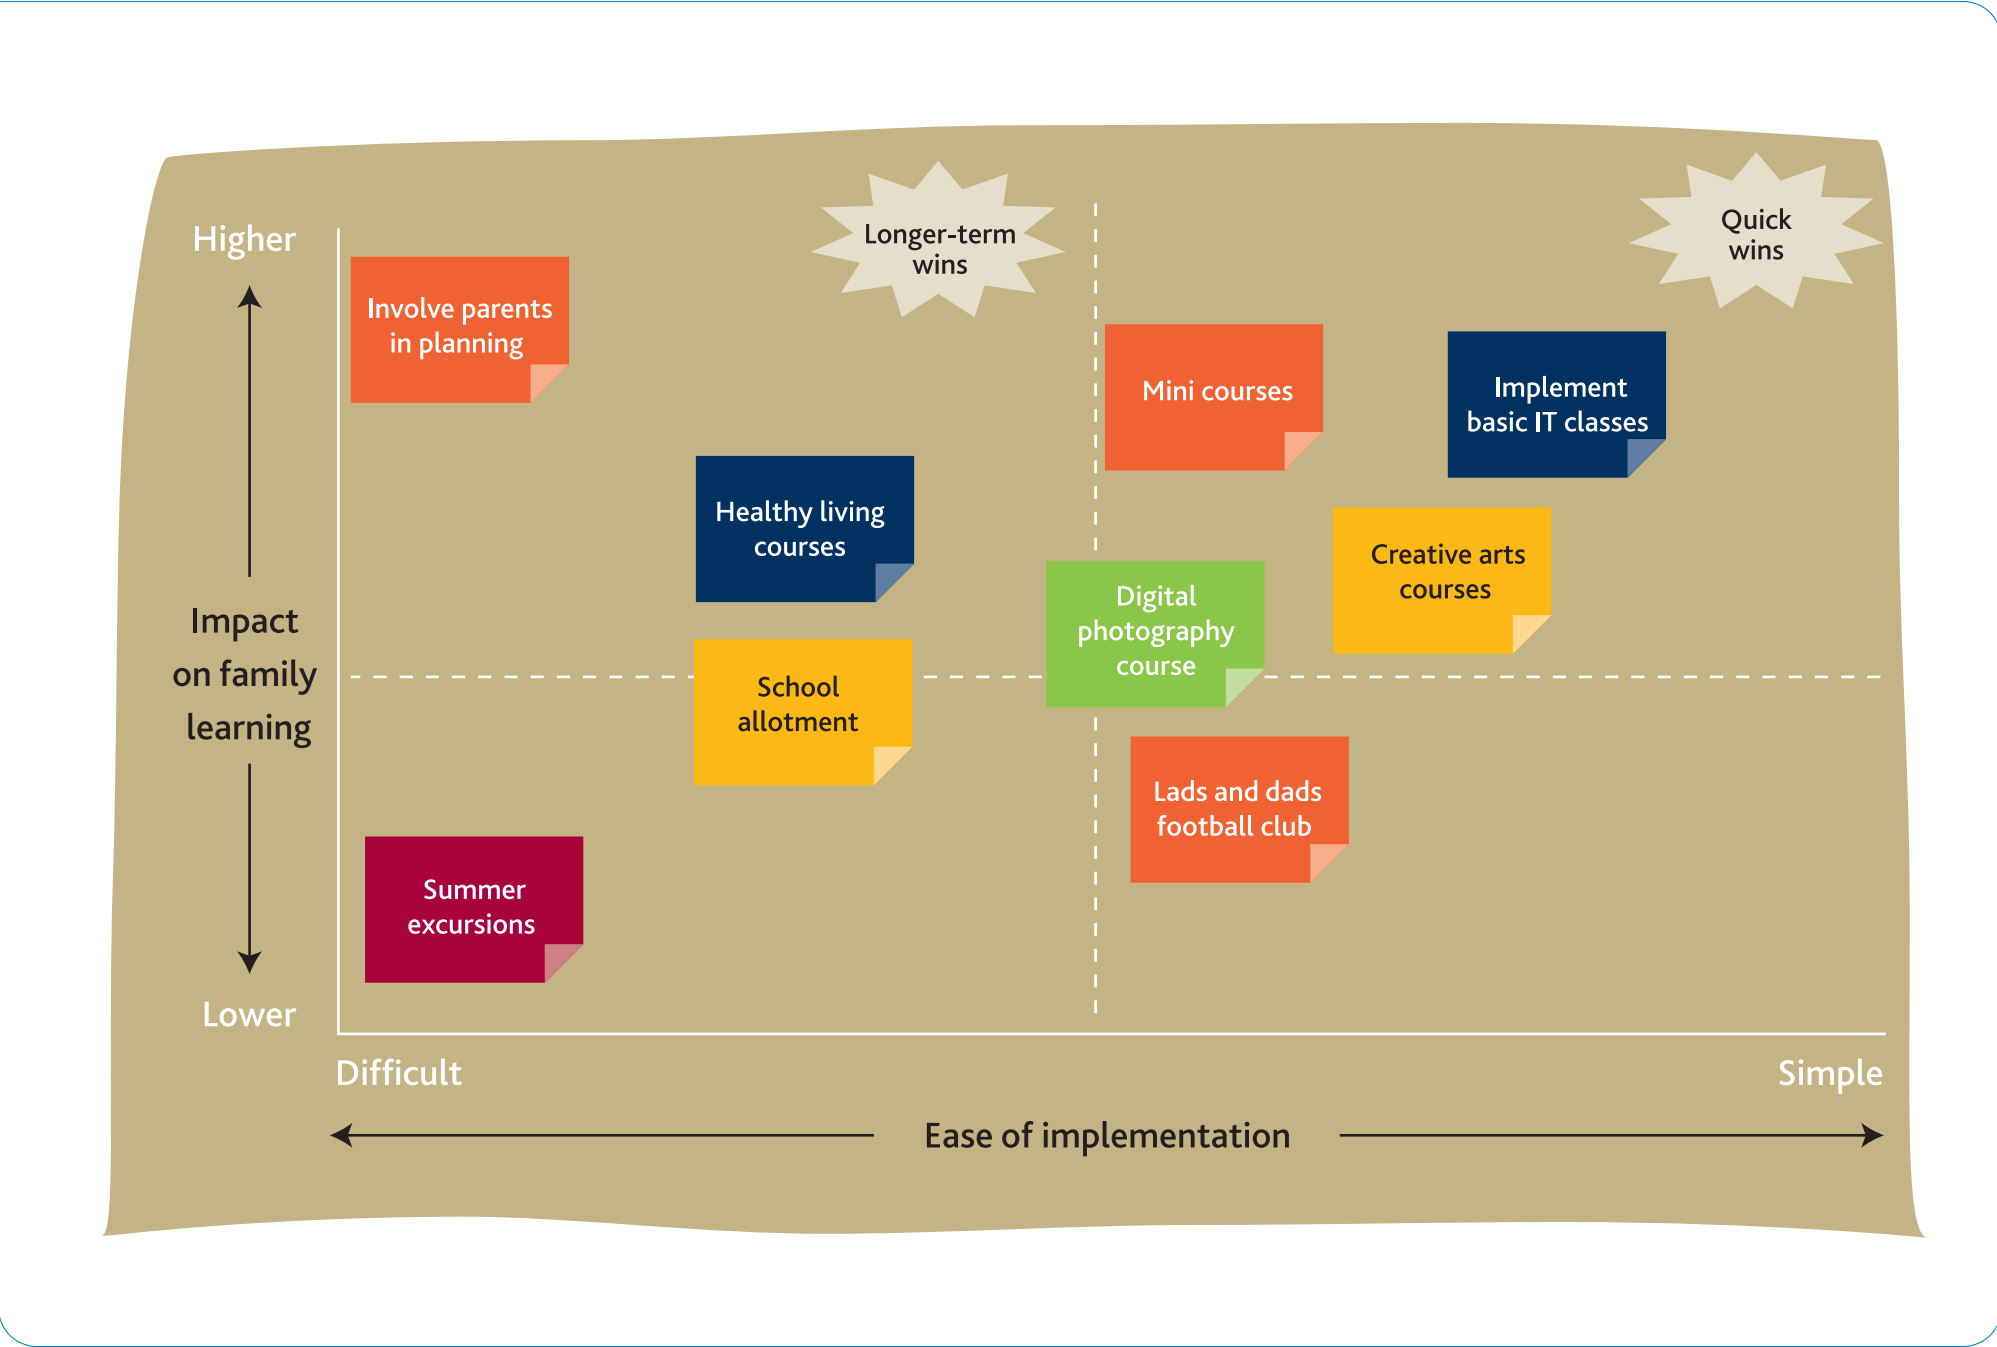 Longer-term
wins
Quick
wins
Higher
Involve parents
in planning
Mini courses
Implement
basic IT classes
Healthy living
courses
Creative arts
courses
Digital
photography
course
Impact
on family
learning
School
allotment
Lads and dads
football club
Summer
excursions
Lower
Difficult
Simple
Ease of implementation